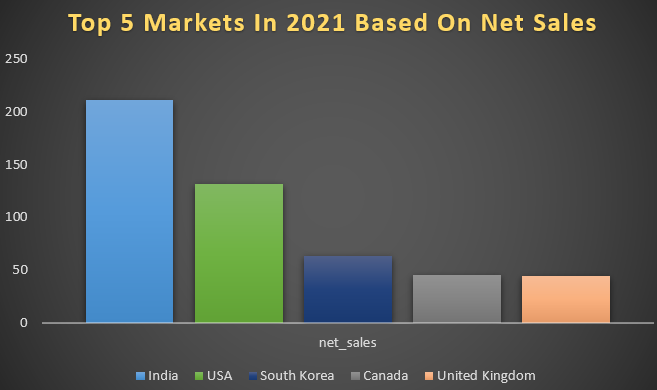 Top 5 Markets In 2021 Based On Net Sales
250
200
150
100
50
0
net_sales
India USA South Korea Canada United Kingdom